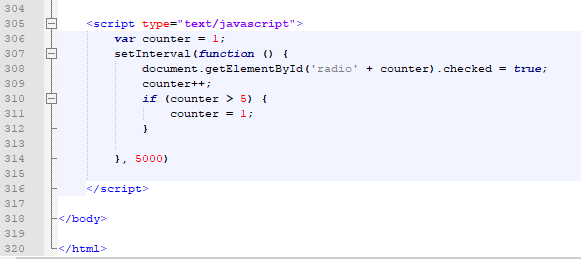 304
305 <script type="text/javascript">
306 var counter = 1;
307 setInterval(function () {
308 document.getElementById('radio' + counter).checked = true;
309 counter++;
310 if (counter > 5) {
311 counter = 1;
312 }
313
314 }, 5000)
315
316 </script>
317
318 </body>
319
320 </html>